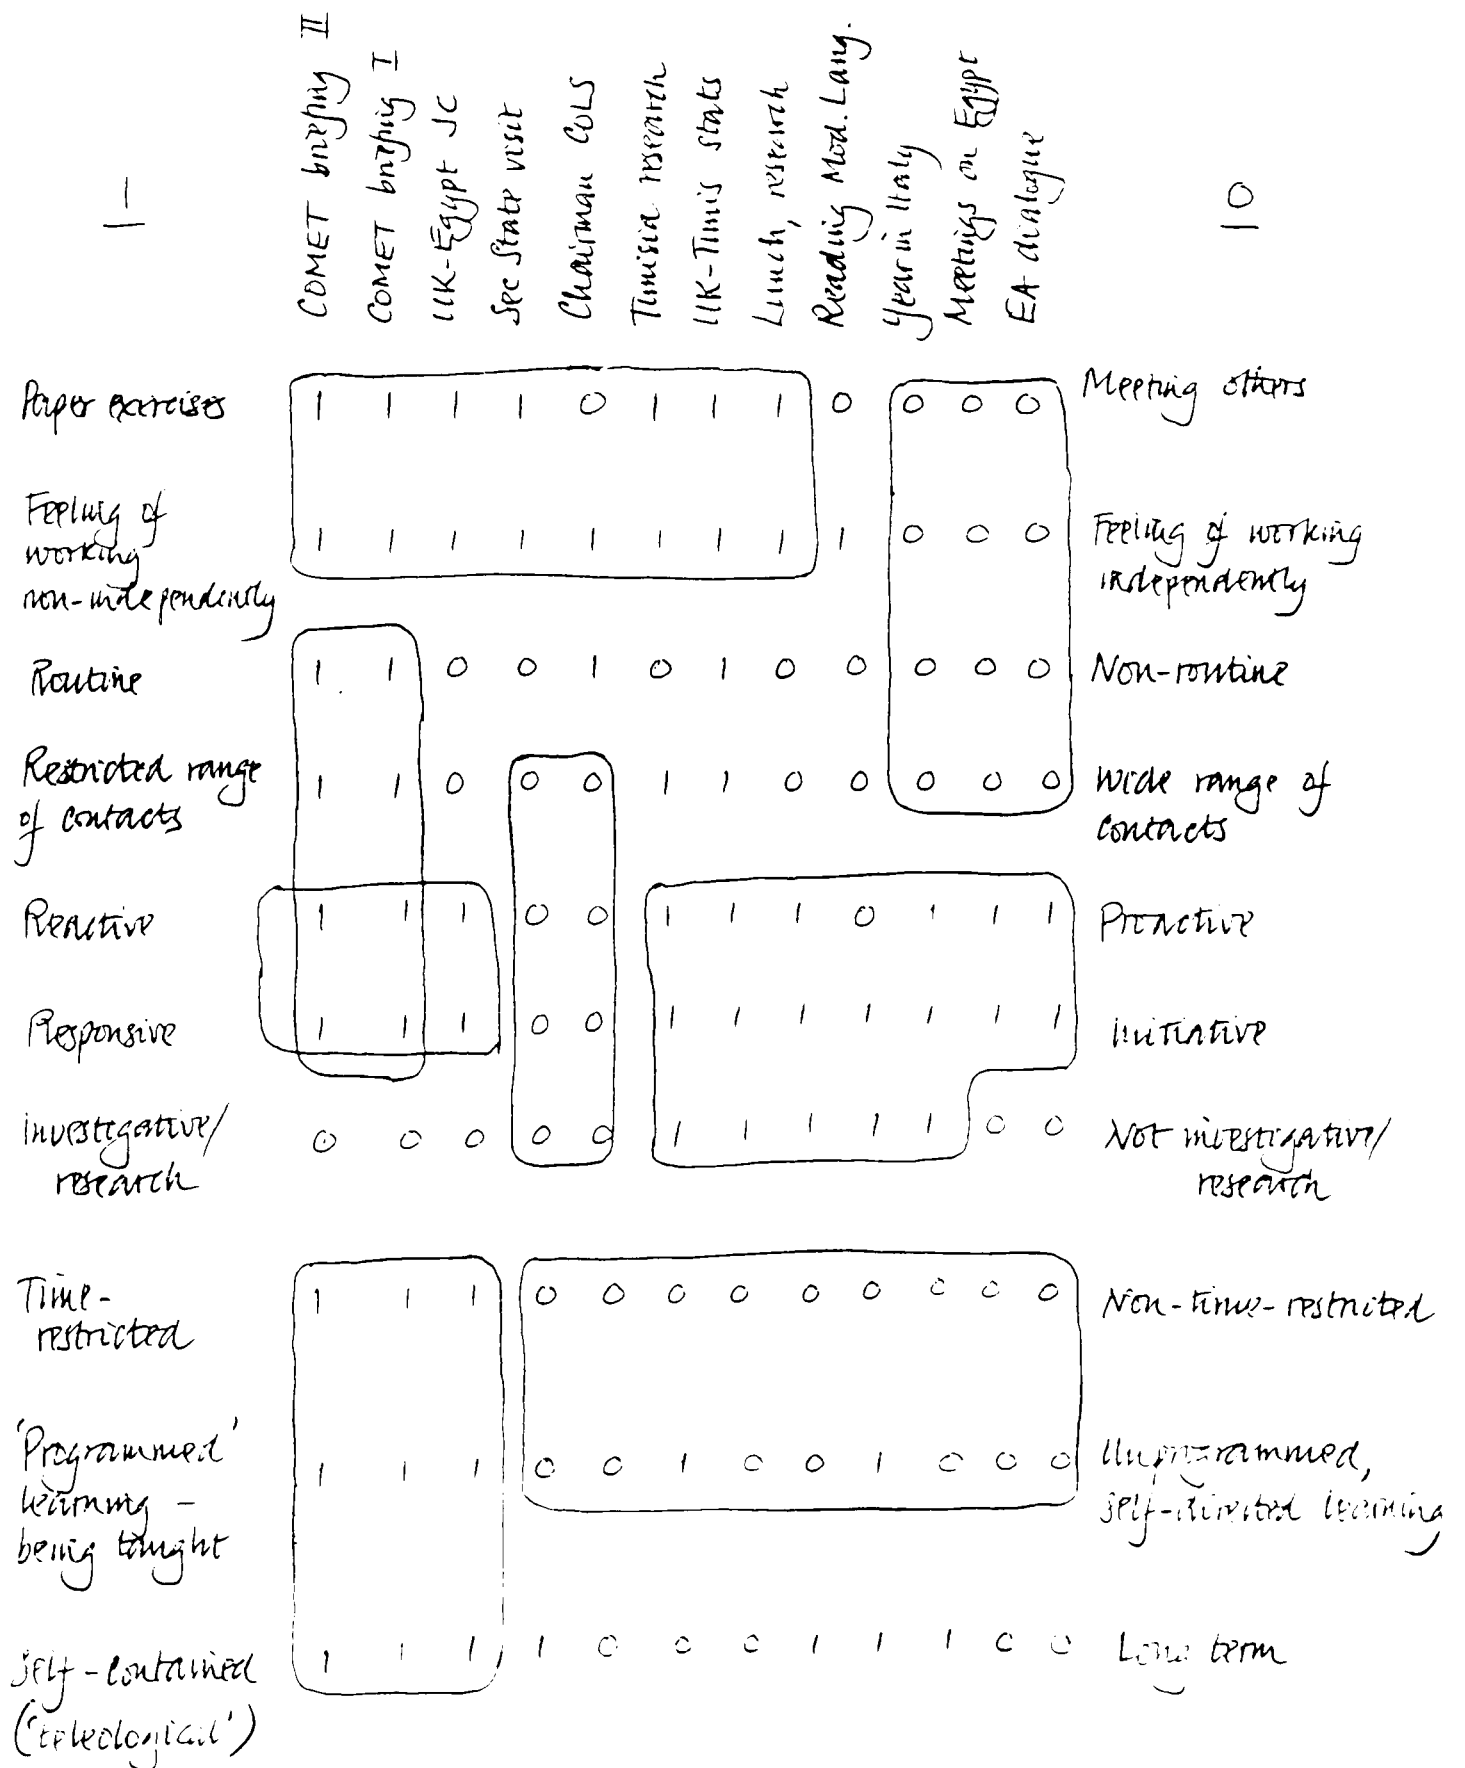 1
COMET briefing II
COMET briefing I
UK-Egypt JC
Sec State visit
Chairman COLS
Tunisia research
UK-Tunis stats
Lunch, research
Reading Mod. Lang.
Year in Italy
Meetings on Egypt
EA dialogue
0
Paper exercises 1 1 1 1 0 1 1 1 0 0 0 0 Meeting others
Feeling of
working
non-independently
1 1 1 1 1 1 1 1 1 0 0 0
Feeling of working
independently
Routine 1 1 0 0 1 0 1 0 0 0 0 0 Non-routine
Restricted range
of contacts
1 1 0 0 0 1 1 0 0 0 0 0
Wide range of
contacts
Reactive 1 1 1 0 0 1 1 1 0 1 1 1 Proactive
Responsive 1 1 1 0 0 1 1 1 1 1 1 1 Initiative
Investigative/
research
0 0 0 0 0 1 1 1 1 1 0 0
Not investigative/
research
Time-
restricted
1 1 1 0 0 0 0 0 0 0 0 0
Non-time-restricted
'Programmed'
learning -
being taught
1 1 1 0 0 1 0 0 1 0 0 0
Unprogrammed,
self-directed learning
Self-contained
('teleological')
1 1 1 1 0 0 0 1 1 1 0 0
Long term